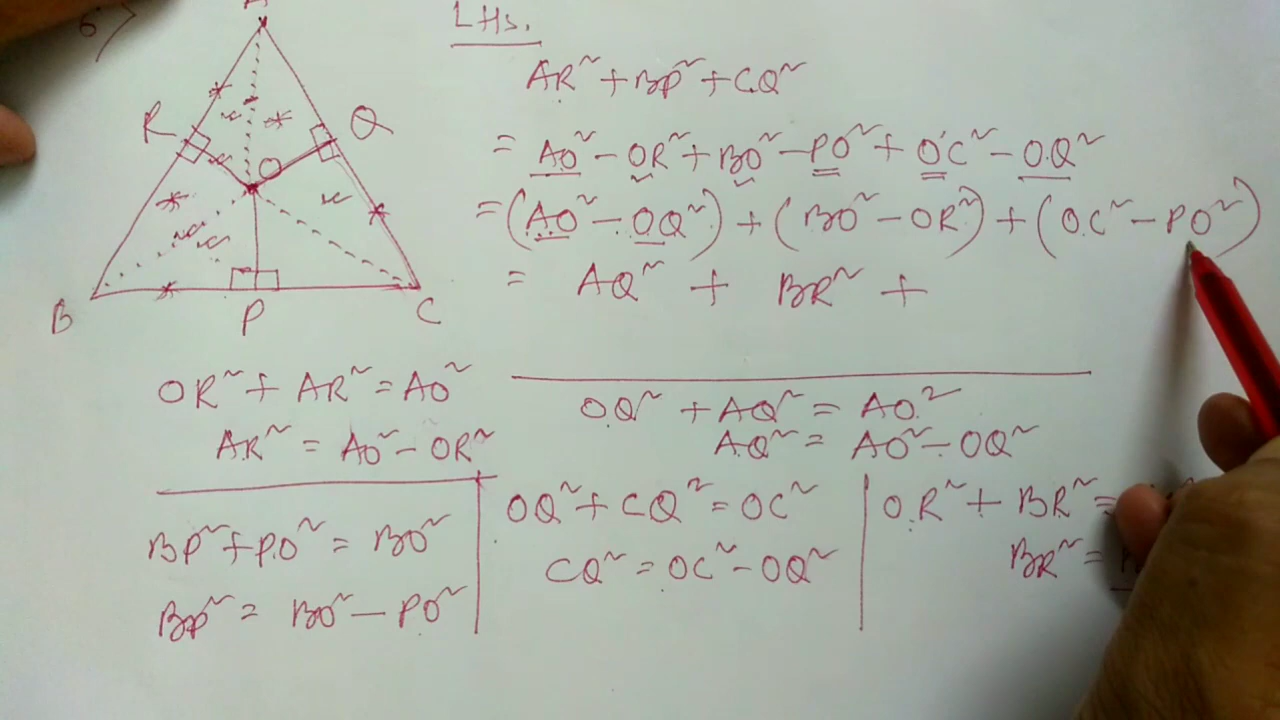 6)
LHS.
AR² + BP² + CQ²
= AO² - OR² + BO² - PO² + OC² - OQ²
= (AO² - OQ²) + (BO² - OR²) + (OC² - PO²)
= AQ² + BR² +
R
Q
O
B
P
C
OR² + AR² = AO²
AR² = AO² - OR²
OQ² + AQ² = AO²
AQ² = AO² - OQ²
BP² + PO² = BO²
BP² = BO² - PO²
OQ² + CQ² = OC²
CQ² = OC² - OQ²
OR² + BR² =
BR² =